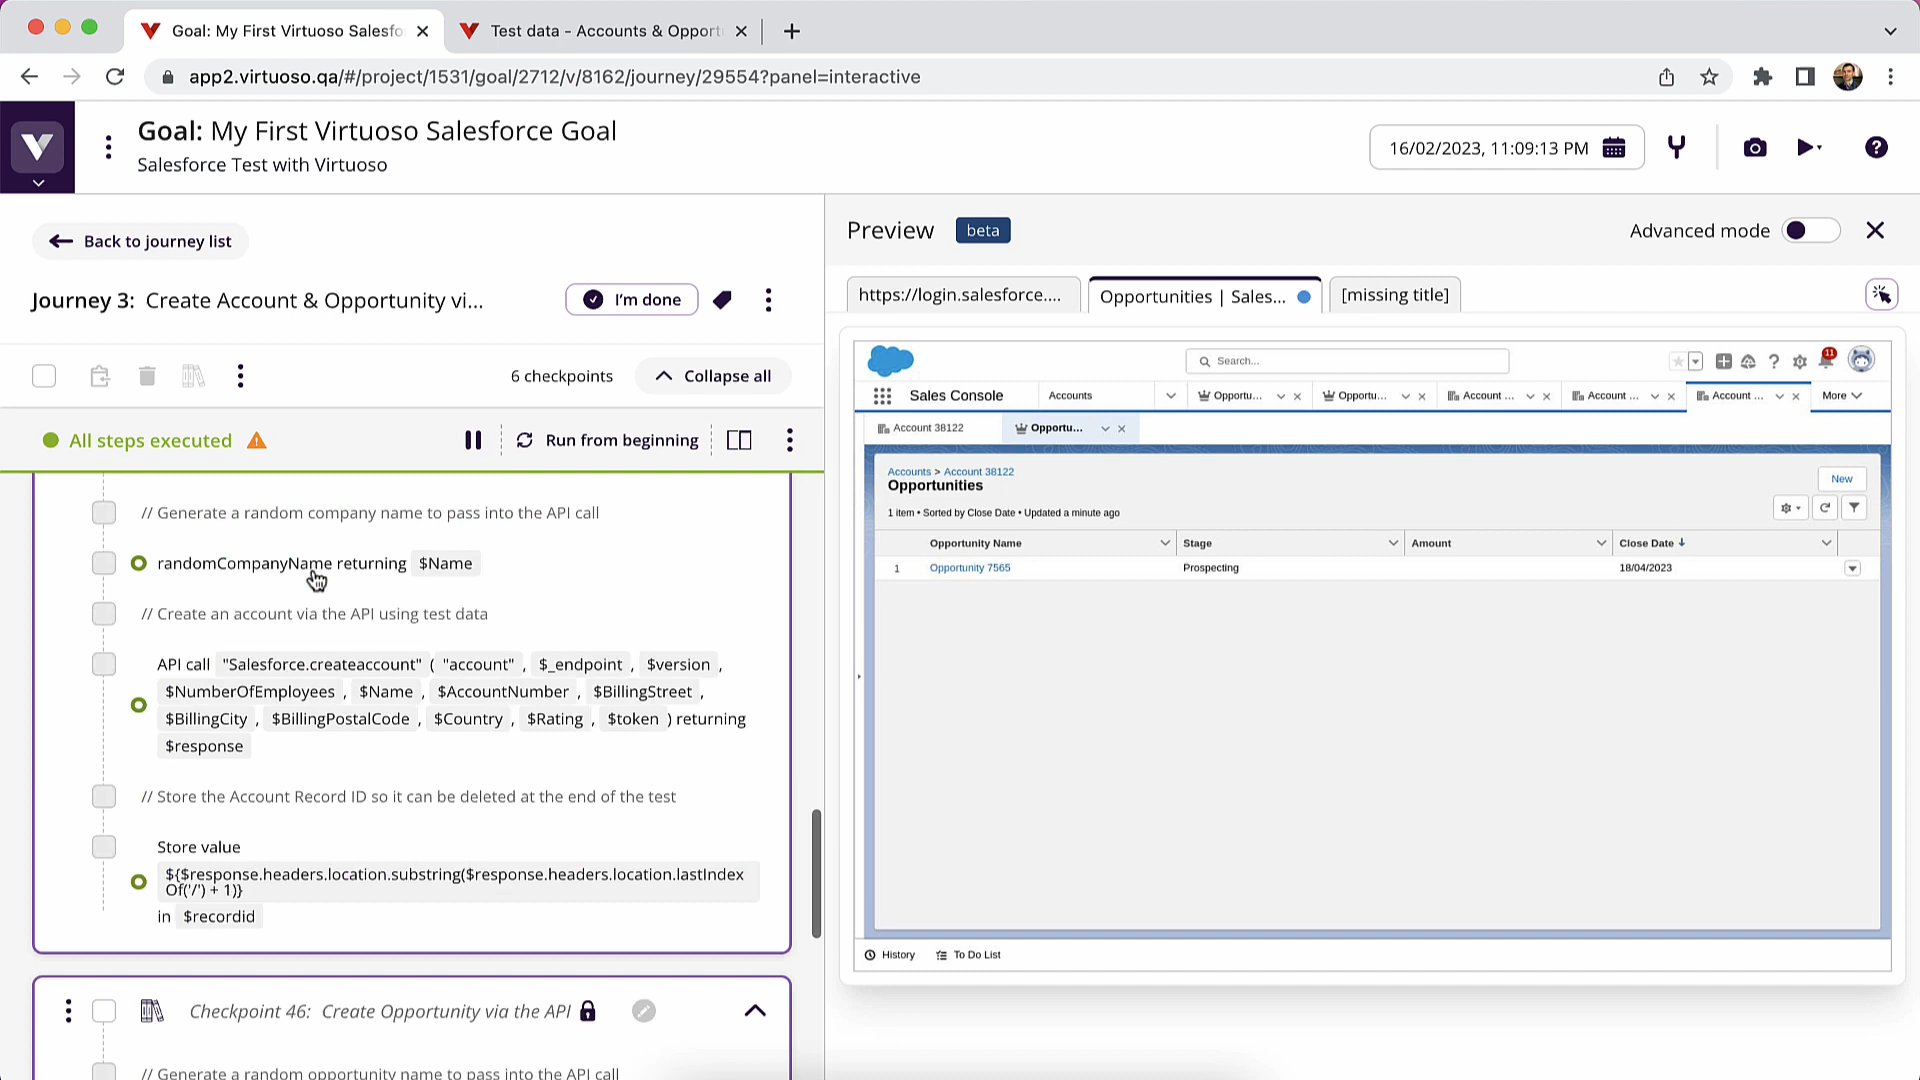 Goal: My First Virtuoso Salesfo
Test data - Accounts & Opport
app2.virtuoso.qa/#/project/1531/goal/2712/v/8162/journey/29554?panel=interactive
Goal: My First Virtuoso Salesforce Goal
Salesforce Test with Virtuoso
16/02/2023, 11:09:13 PM
Back to journey list
Journey 3: Create Account & Opportunity vi...
I'm done
6 checkpoints
Collapse all
All steps executed
Run from beginning
// Generate a random company name to pass into the API call
randomCompanyName returning $Name
// Create an account via the API using test data
API call "Salesforce.createaccount" ( "account" , $_endpoint , $version ,
$NumberOfEmployees , $Name , $AccountNumber , $BillingStreet ,
$BillingCity , $BillingPostalCode , $Country , $Rating , $token ) returning
$response
// Store the Account Record ID so it can be deleted at the end of the test
Store value
${$response.headers.location.substring($response.headers.location.lastIndex
Of('/') + 1)}
in $recordid
Checkpoint 46: Create Opportunity via the API
// Generate a random opportunity name to pass into the API call
Preview beta
Advanced mode
https://login.salesforce....
Opportunities | Sales...
[missing title]
Search...
11
Sales Console
Accounts
Opportu...
Opportu...
Account ...
Account ...
Account ...
More
Account 38122
Opportu...
Accounts > Account 38122
Opportunities
New
1 item • Sorted by Close Date • Updated a minute ago
Opportunity Name Stage Amount Close Date
1 Opportunity 7565 Prospecting 18/04/2023
History To Do List